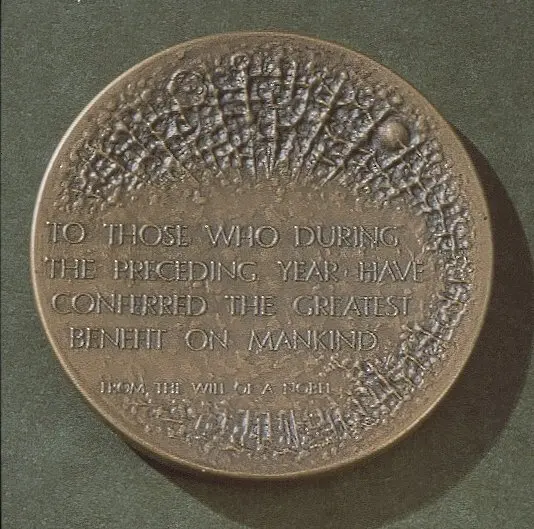 TO THOSE WHO DURING
THE PRECEDING YEAR HAVE
CONFERRED THE GREATEST
BENEFIT ON MANKIND
FROM THE WILL OF A NOBEL